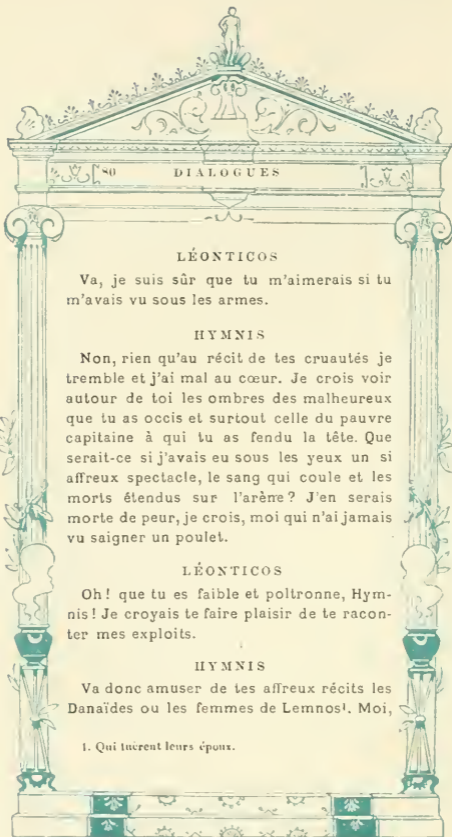 80 DIALOGUES
LÉONTICOS
Va, je suis sûr que tu m'aimerais si tu
m'avais vu sous les armes.
HYMNIS
Non, rien qu'au récit de tes cruautés je
tremble et j'ai mal au cœur. Je crois voir
autour de toi les ombres des malheureux
que tu as occis et surtout celle du pauvre
capitaine à qui tu as fendu la tête. Que
serait-ce si j'avais eu sous les yeux un si
affreux spectacle, le sang qui coule et les
morts étendus sur l'arène? J'en serais
morte de peur, je crois, moi qui n'ai jamais
vu saigner un poulet.
LÉONTICOS
Oh! que tu es faible et poltronne, Hym-
nis! Je croyais te faire plaisir de te racon-
ter mes exploits.
HYMNIS
Va donc amuser de tes affreux récits les
Danaïdes ou les femmes de Lemnos¹. Moi,
1. Qui tuèrent leurs époux.